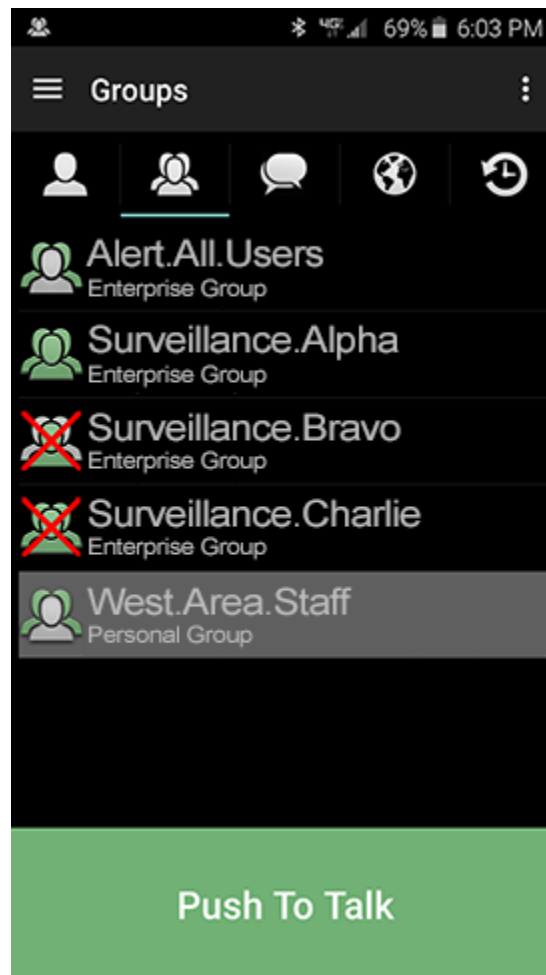 4G 69% 6:03 PM
Groups
Alert.All.Users
Enterprise Group
Surveillance.Alpha
Enterprise Group
Surveillance.Bravo
Enterprise Group
Surveillance.Charlie
Enterprise Group
West.Area.Staff
Personal Group
Push To Talk